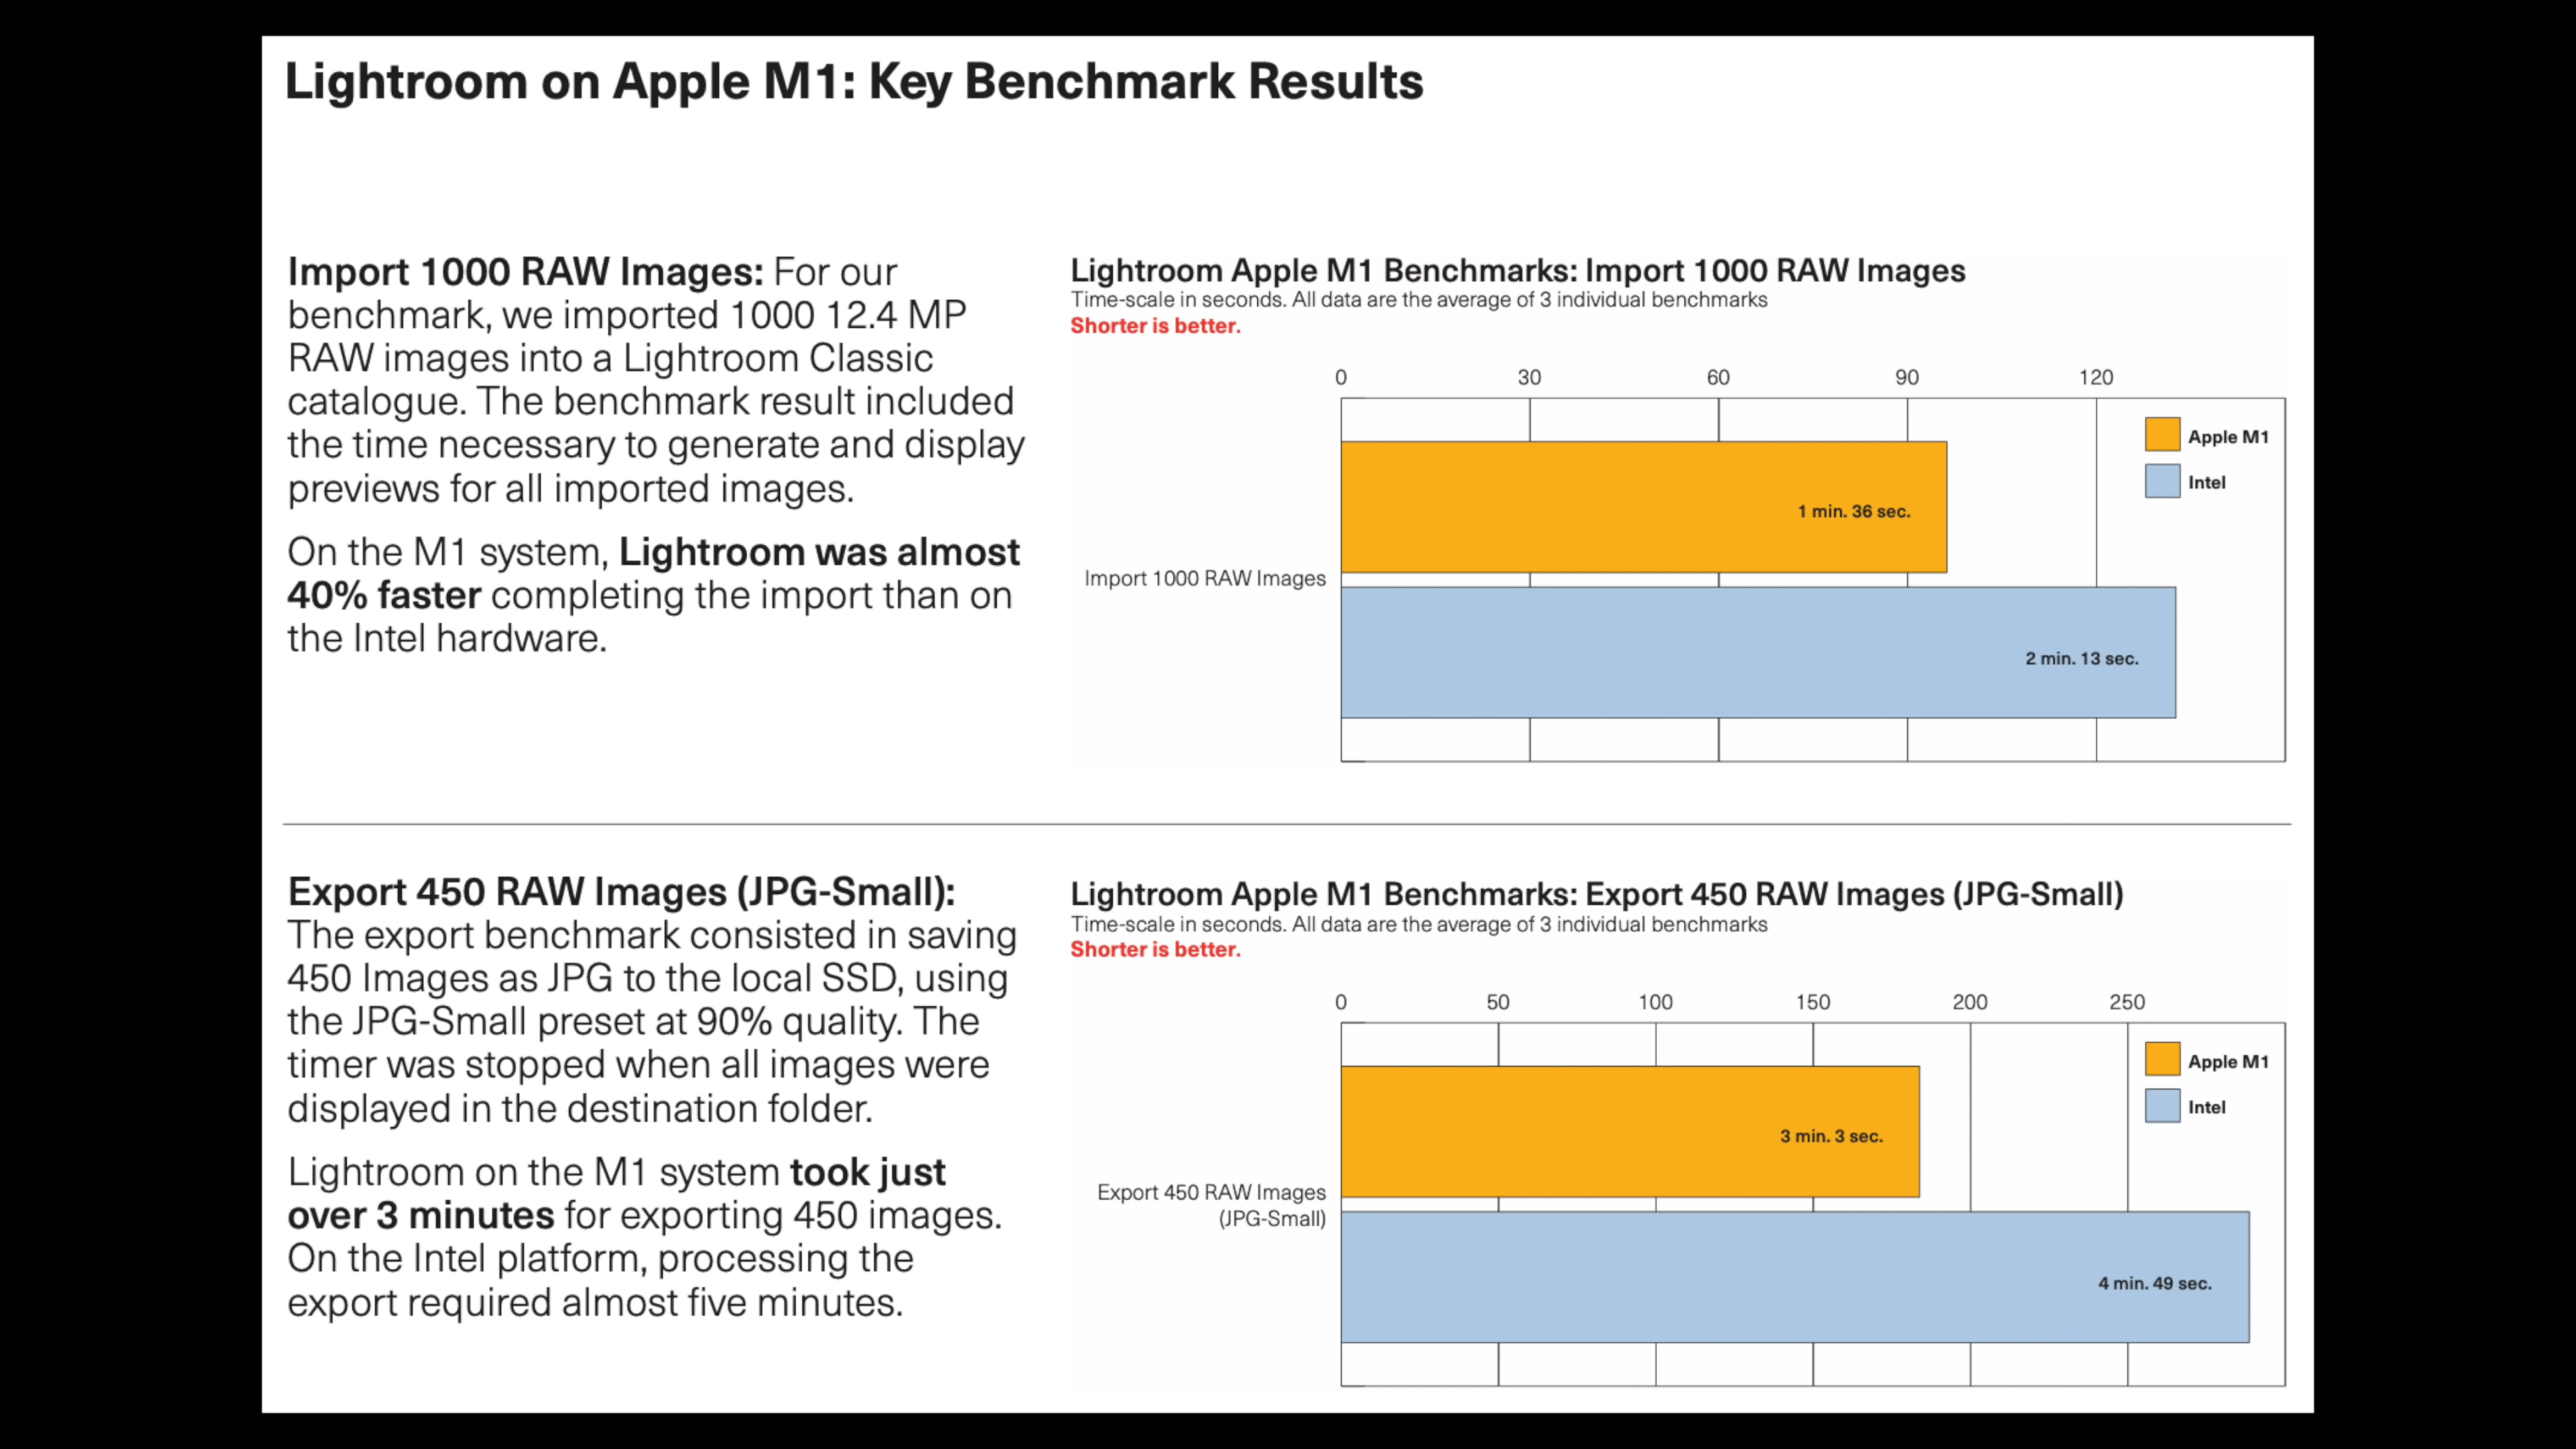 Lightroom on Apple M1: Key Benchmark Results
Import 1000 RAW Images: For our
benchmark, we imported 1000 12.4 MP
RAW images into a Lightroom Classic
catalogue. The benchmark result included
the time necessary to generate and display
previews for all imported images.
On the M1 system, Lightroom was almost
40% faster completing the import than on
the Intel hardware.
Lightroom Apple M1 Benchmarks: Import 1000 RAW Images
Time-scale in seconds. All data are the average of 3 individual benchmarks
Shorter is better.
0 30 60 90 120
Apple M1
Intel
1 min. 36 sec.
Import 1000 RAW Images
2 min. 13 sec.
Export 450 RAW Images (JPG-Small):
The export benchmark consisted in saving
450 Images as JPG to the local SSD, using
the JPG-Small preset at 90% quality. The
timer was stopped when all images were
displayed in the destination folder.
Lightroom on the M1 system took just
over 3 minutes for exporting 450 images.
On the Intel platform, processing the
export required almost five minutes.
Lightroom Apple M1 Benchmarks: Export 450 RAW Images (JPG-Small)
Time-scale in seconds. All data are the average of 3 individual benchmarks
Shorter is better.
0 50 100 150 200 250
Apple M1
Intel
3 min. 3 sec.
Export 450 RAW Images
(JPG-Small)
4 min. 49 sec.